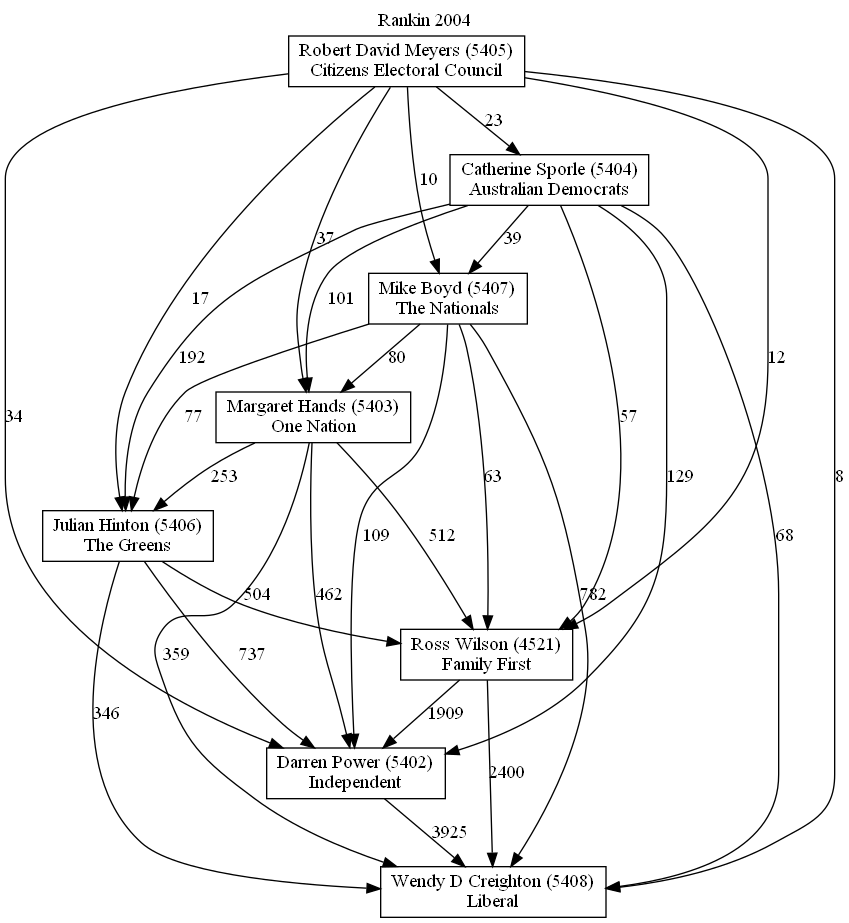 Rankin 2004
Robert David Meyers (5405)
Citizens Electoral Council
23
Catherine Sporle (5404)
Australian Democrats
10
37
39
Mike Boyd (5407)
The Nationals
17
101
192
12
80
Margaret Hands (5403)
One Nation
34
77
57
253
63
129
8
Julian Hinton (5406)
The Greens
109
512
68
504
462
782
Ross Wilson (4521)
Family First
359
737
346
1909
Darren Power (5402)
Independent
2400
3925
Wendy D Creighton (5408)
Liberal